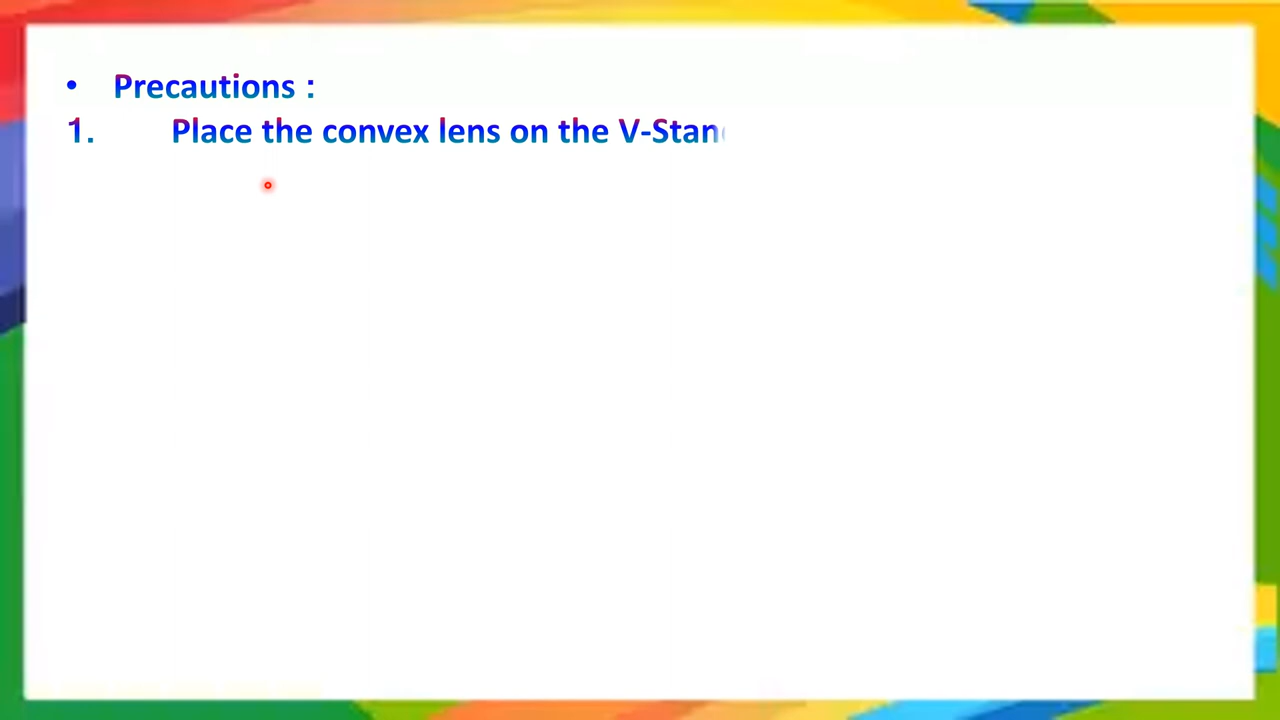 • Precautions :
1. Place the convex lens on the V-Stan